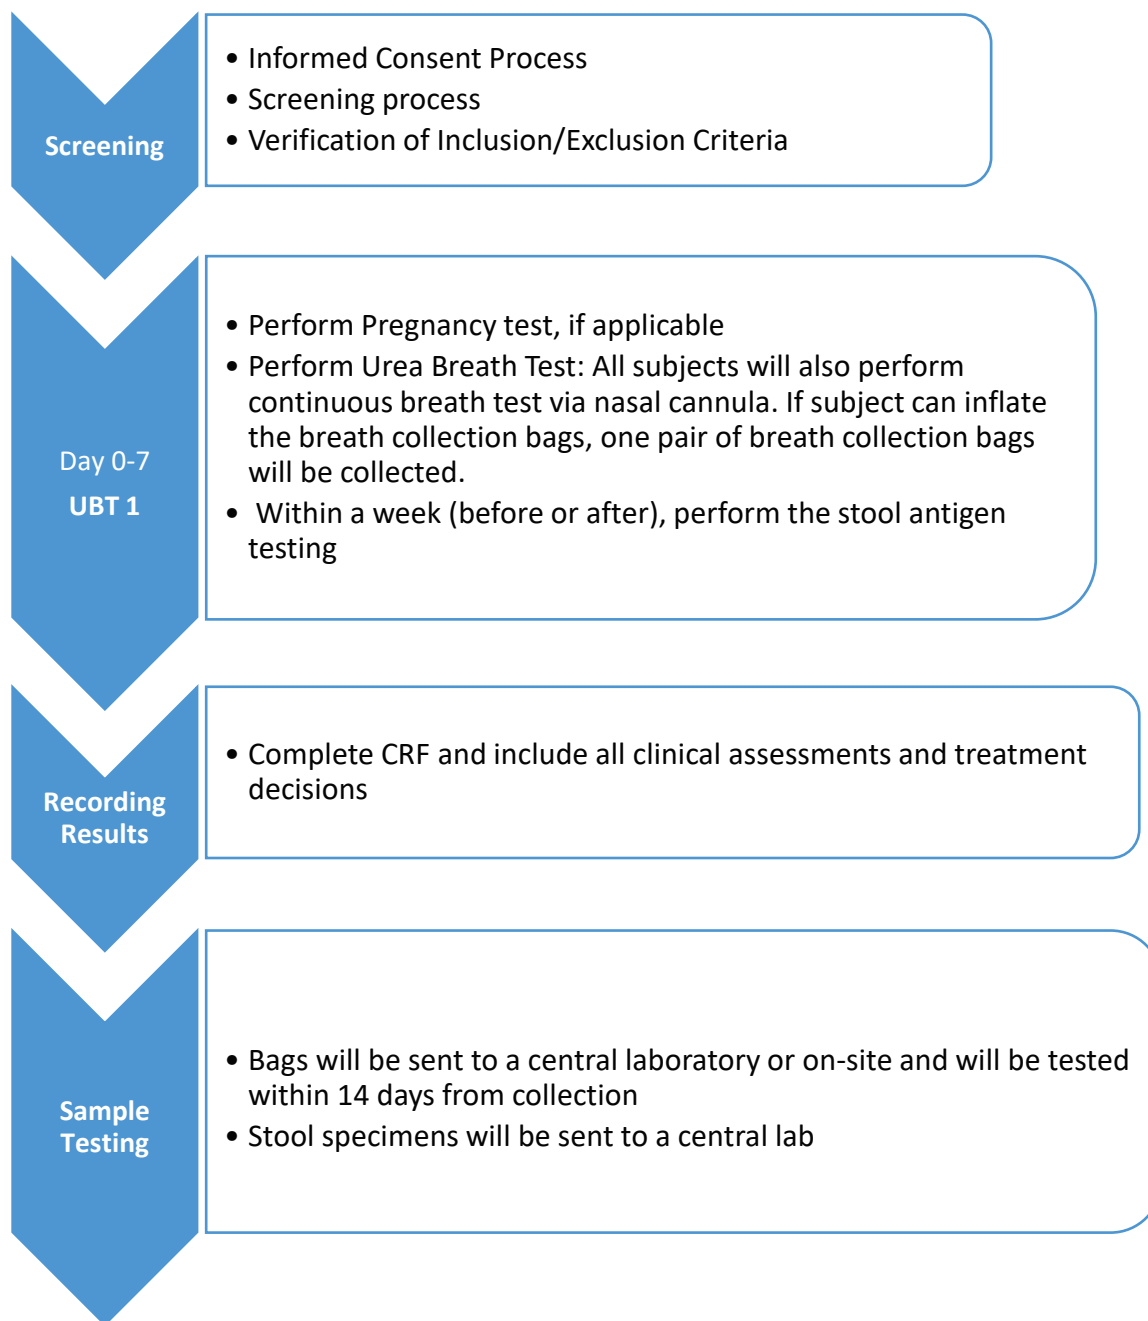 Screening
• Informed Consent Process
• Screening process
• Verification of Inclusion/Exclusion Criteria
Day 0-7
UBT 1
• Perform Pregnancy test, if applicable
• Perform Urea Breath Test: All subjects will also perform
continuous breath test via nasal cannula. If subject can inflate
the breath collection bags, one pair of breath collection bags
will be collected.
• Within a week (before or after), perform the stool antigen
testing
Recording
Results
• Complete CRF and include all clinical assessments and treatment
decisions
Sample
Testing
• Bags will be sent to a central laboratory or on-site and will be tested
within 14 days from collection
• Stool specimens will be sent to a central lab